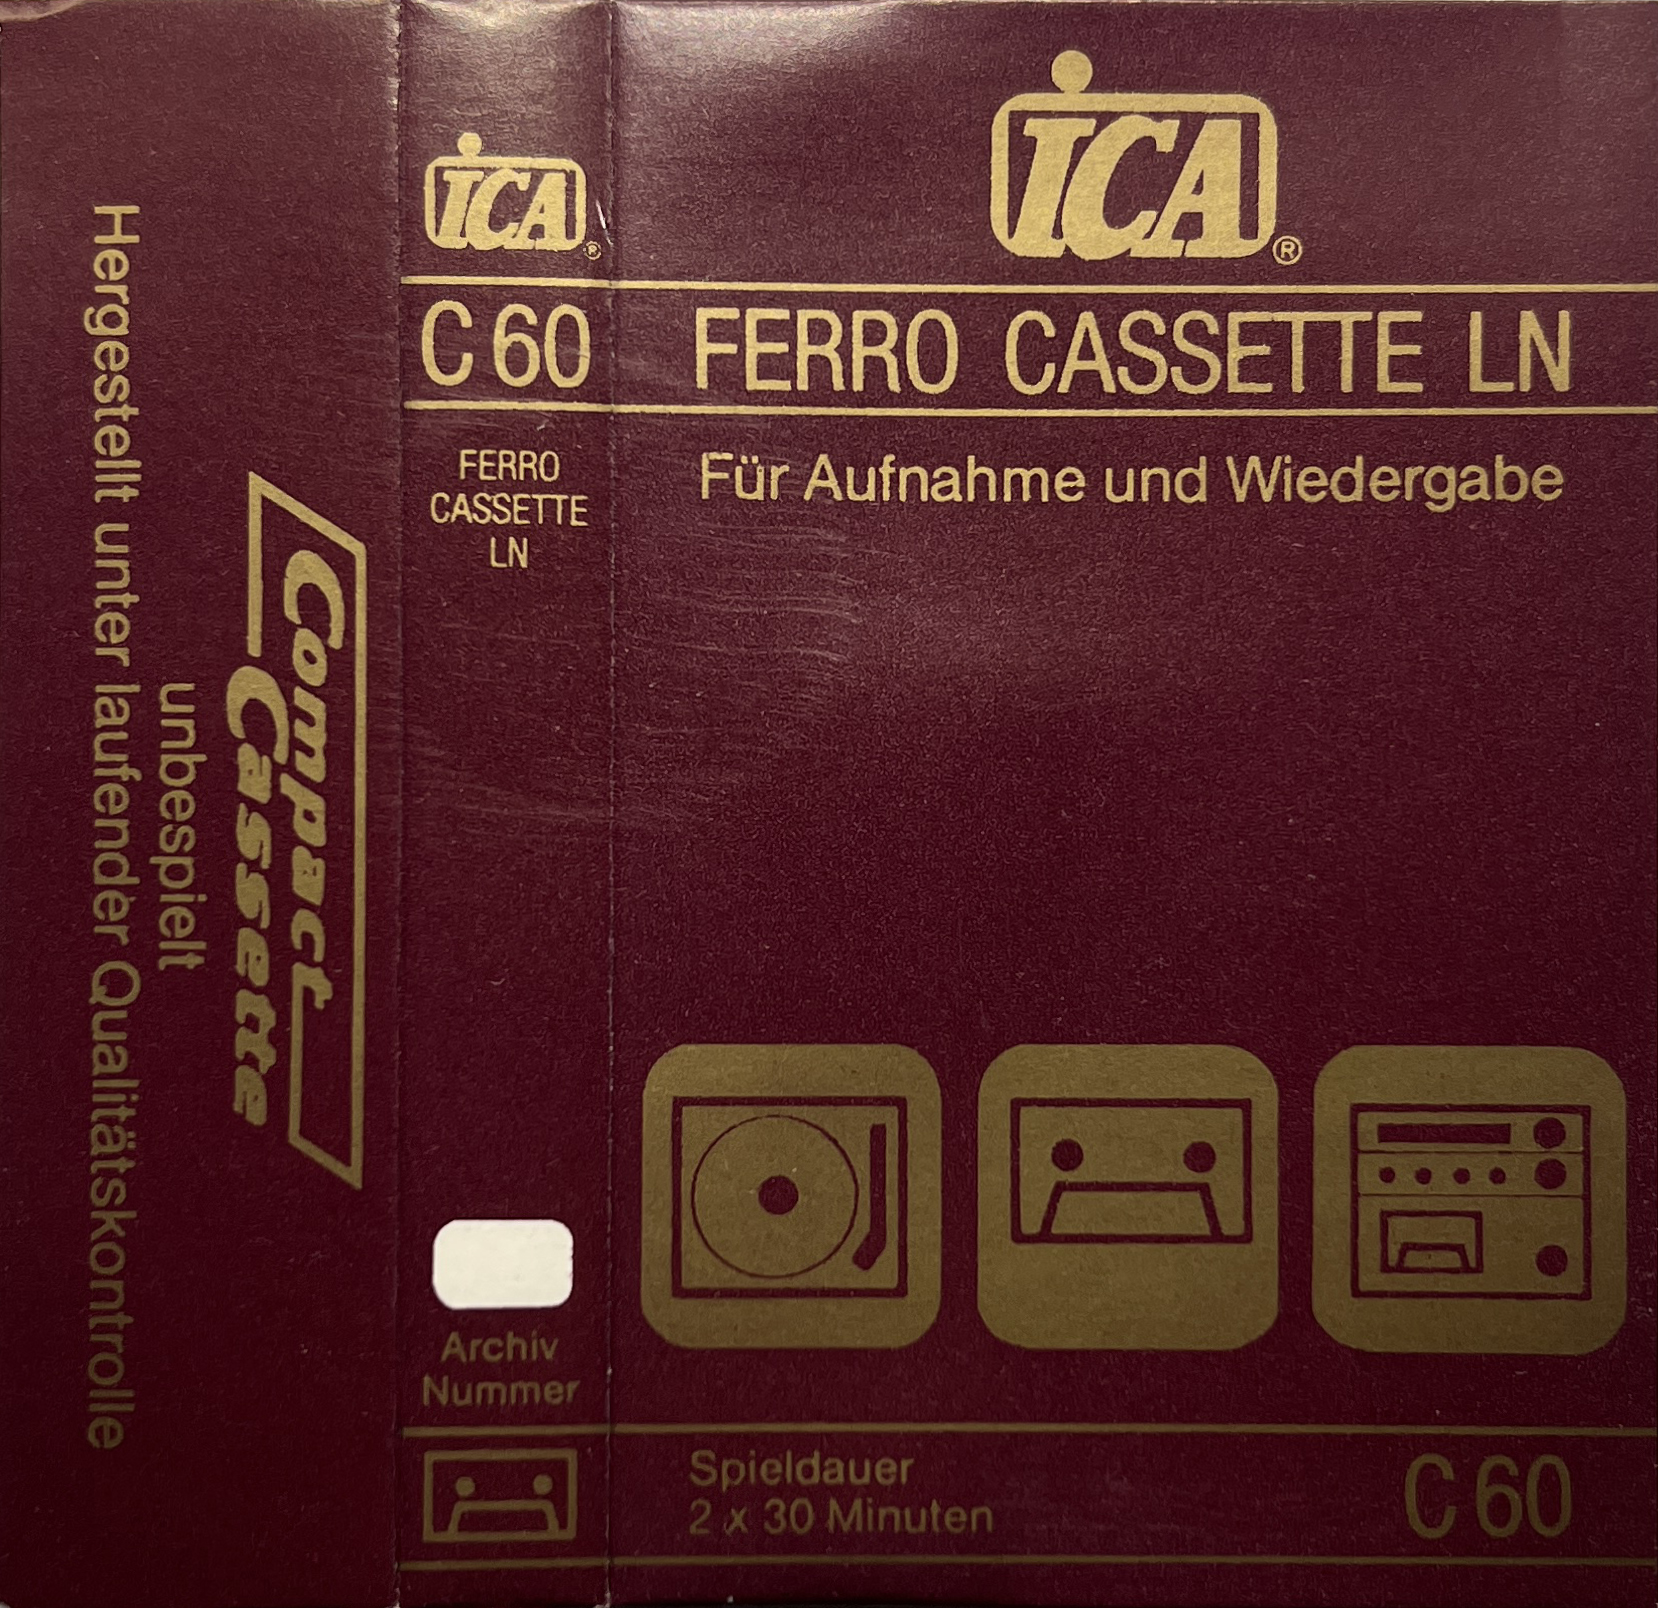 Hergestellt unter laufender Qualitätskontrolle
unbespielt
Compact
Cassette
ICA®
C 60
FERRO
CASSETTE
LN
Archiv
Nummer
ICA®
FERRO CASSETTE LN
Für Aufnahme und Wiedergabe
Spieldauer
2 x 30 Minuten
C 60